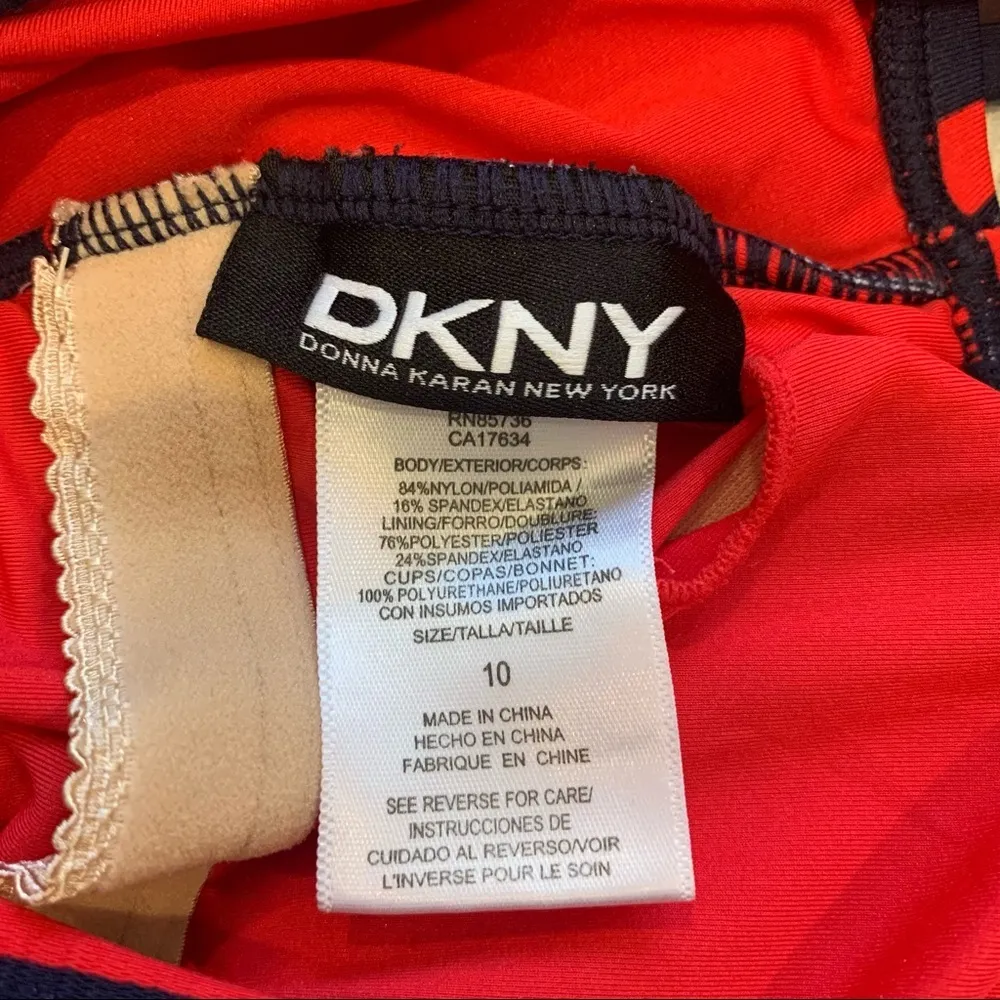 DKNY
DONNA KARAN NEW YORK
RN85736
CA17634
BODY/EXTERIOR/CORPS:
84%NYLON/POLIAMIDA /
16% SPANDEX/ELASTANO
LINING/FORRO/DOUBLURE:
76%POLYESTER/POLIESTER
24%SPANDEX/ELASTANO
CUPS/COPAS/BONNET:
100% POLYURETHANE/POLIURETANO
CON INSUMOS IMPORTADOS
SIZE/TALLA/TAILLE
10
MADE IN CHINA
HECHO EN CHINA
FABRIQUE EN CHINE
SEE REVERSE FOR CARE/
INSTRUCCIONES DE
CUIDADO AL REVERSO/VOIR
L'INVERSE POUR LE SOIN